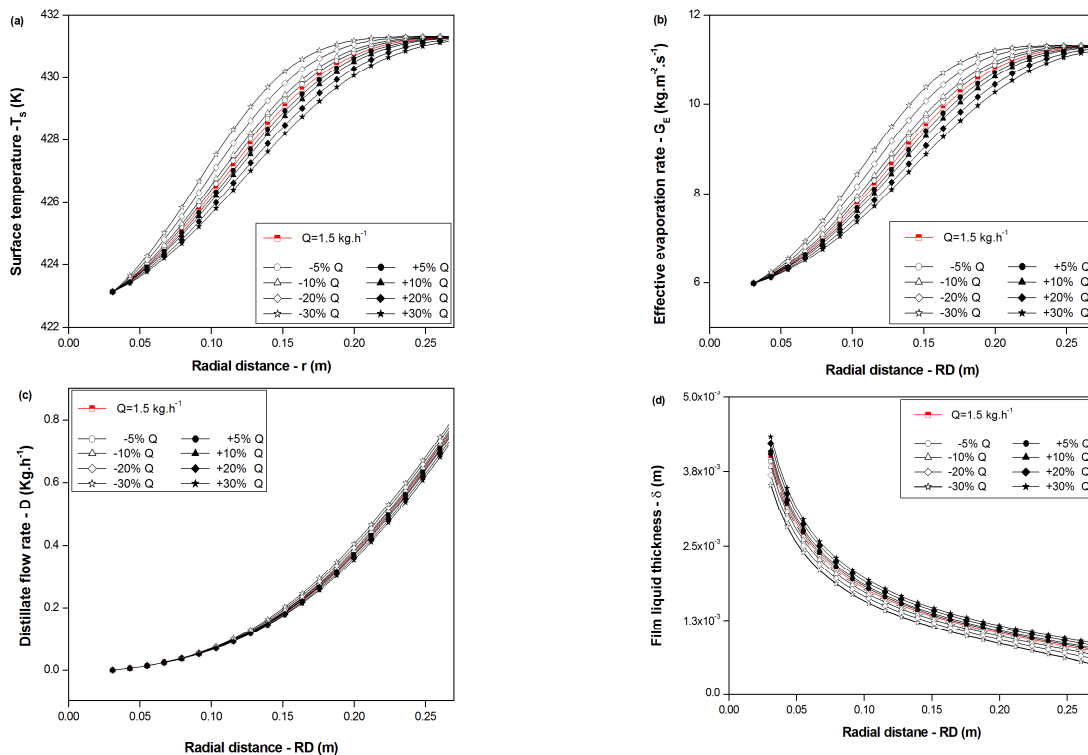 (a)
432
430
428
426
424
422
Surface temperature -T_S (K)
Q=1.5 kg.h⁻¹
-5% Q +5% Q
-10% Q +10% Q
-20% Q +20% Q
-30% Q +30% Q
0.00 0.05 0.10 0.15 0.20 0.25
Radial distance - r (m)
(b)
12
10
8
6
Effective evaporation rate - G_E (kg.m⁻².s⁻¹)
Q=1.5 kg.h⁻¹
-5% Q +5% Q
-10% Q +10% Q
-20% Q +20% Q
-30% Q +30% Q
0.00 0.05 0.10 0.15 0.20 0.25
Radial distance - RD (m)
(c)
0.8
0.6
0.4
0.2
0.0
Distillate flow rate - D (Kg.h⁻¹)
Q=1.5 kg.h⁻¹
-5% Q +5% Q
-10% Q +10% Q
-20% Q +20% Q
-30% Q +30% Q
0.00 0.05 0.10 0.15 0.20 0.25
Radial distance - RD (m)
(d)
5.0x10⁻³
3.8x10⁻³
2.5x10⁻³
1.3x10⁻³
0.0
Film liquid thickness - δ (m)
Q=1.5 kg.h⁻¹
-5% Q +5% Q
-10% Q +10% Q
-20% Q +20% Q
-30% Q +30% Q
0.00 0.05 0.10 0.15 0.20 0.25
Radial distane - RD (m)